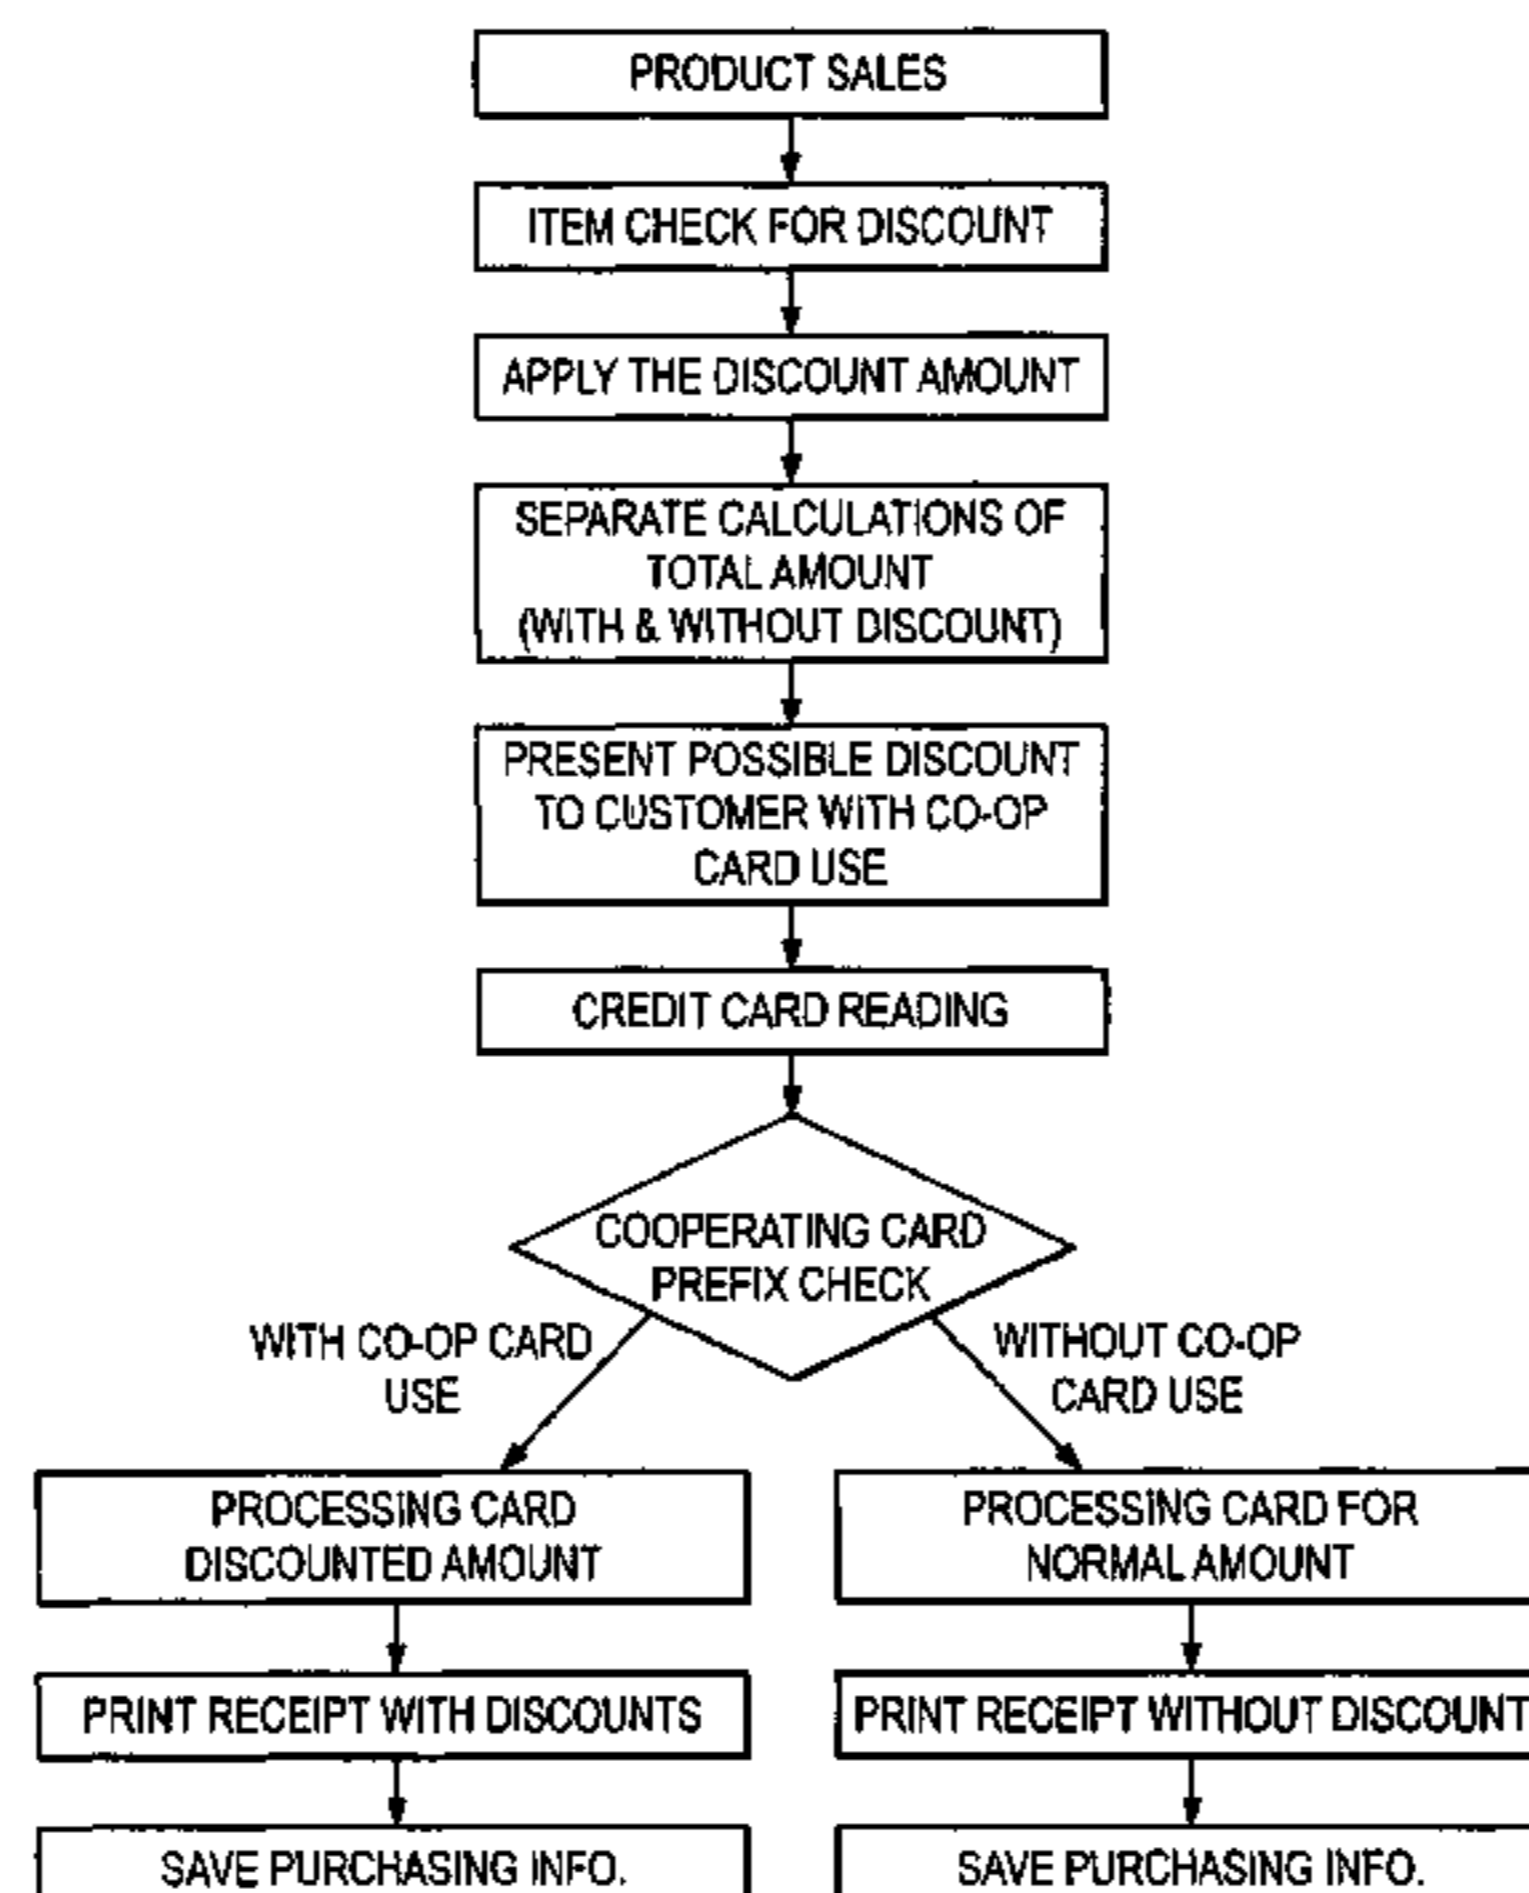 PRODUCT SALES
ITEM CHECK FOR DISCOUNT
APPLY THE DISCOUNT AMOUNT
SEPARATE CALCULATIONS OF
TOTAL AMOUNT
(WITH & WITHOUT DISCOUNT)
PRESENT POSSIBLE DISCOUNT
TO CUSTOMER WITH CO-OP
CARD USE
CREDIT CARD READING
COOPERATING CARD
PREFIX CHECK
WITH CO-OP CARD
USE
WITHOUT CO-OP
CARD USE
PROCESSING CARD
DISCOUNTED AMOUNT
PROCESSING CARD FOR
NORMAL AMOUNT
PRINT RECEIPT WITH DISCOUNTS
PRINT RECEIPT WITHOUT DISCOUNT
SAVE PURCHASING INFO.
SAVE PURCHASING INFO.